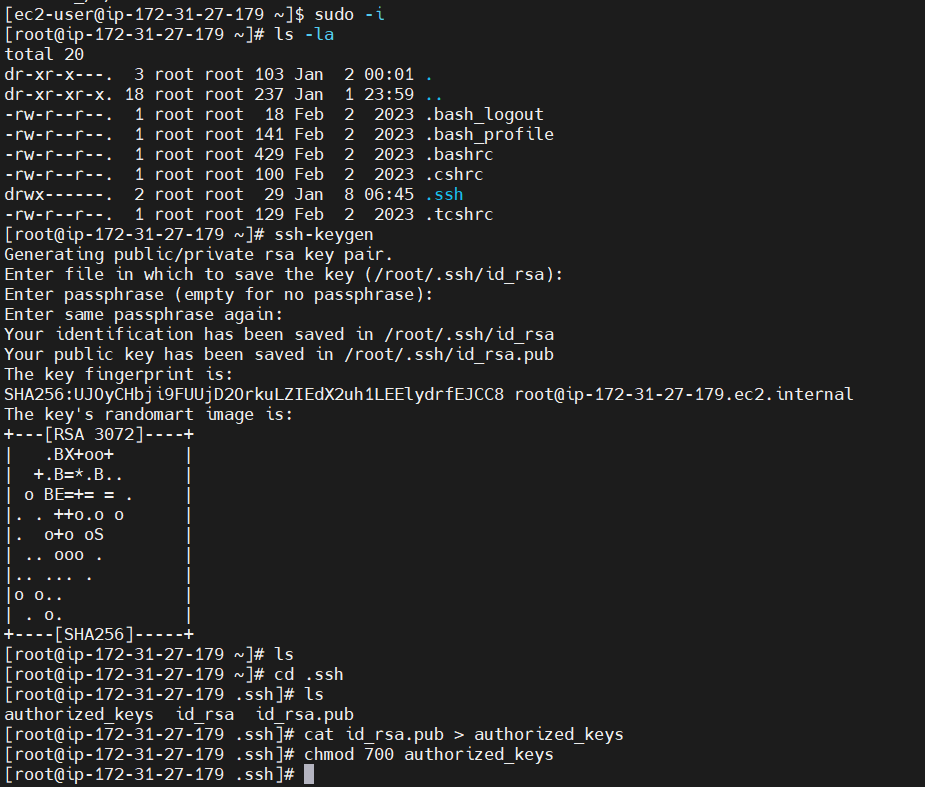 [ec2-user@ip-172-31-27-179 ~]$ sudo -i
[root@ip-172-31-27-179 ~]# ls -la
total 20
dr-xr-x---.  3 root root 103 Jan  2 00:01 .
dr-xr-xr-x. 18 root root 237 Jan  1 23:59 ..
-rw-r--r--.  1 root root  18 Feb  2  2023 .bash_logout
-rw-r--r--.  1 root root 141 Feb  2  2023 .bash_profile
-rw-r--r--.  1 root root 429 Feb  2  2023 .bashrc
-rw-r--r--.  1 root root 100 Feb  2  2023 .cshrc
drwx------.  2 root root  29 Jan  8 06:45 .ssh
-rw-r--r--.  1 root root 129 Feb  2  2023 .tcshrc
[root@ip-172-31-27-179 ~]# ssh-keygen
Generating public/private rsa key pair.
Enter file in which to save the key (/root/.ssh/id_rsa):
Enter passphrase (empty for no passphrase):
Enter same passphrase again:
Your identification has been saved in /root/.ssh/id_rsa
Your public key has been saved in /root/.ssh/id_rsa.pub
The key fingerprint is:
SHA256:UJOyCHbji9FUUjD2OrkuLZIEdX2uh1LEElydrfEJCC8 root@ip-172-31-27-179.ec2.internal
The key's randomart image is:
+---[RSA 3072]----+
|   .BX+oo+       |
|  +.B=*.B..      |
| o BE=+= = .     |
|. . ++o.o o      |
|.  o+o oS        |
| .. ooo .        |
|.. ... .         |
|o o..            |
| . o.            |
+----[SHA256]-----+
[root@ip-172-31-27-179 ~]# ls
[root@ip-172-31-27-179 ~]# cd .ssh
[root@ip-172-31-27-179 .ssh]# ls
authorized_keys  id_rsa  id_rsa.pub
[root@ip-172-31-27-179 .ssh]# cat id_rsa.pub > authorized_keys
[root@ip-172-31-27-179 .ssh]# chmod 700 authorized_keys
[root@ip-172-31-27-179 .ssh]#